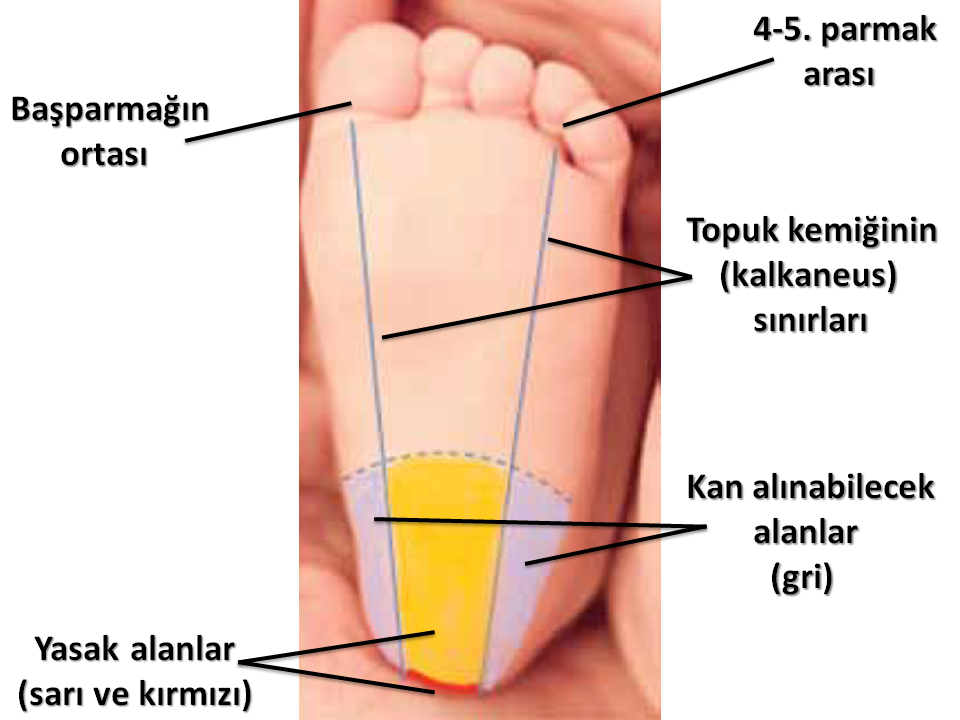 4-5. parmak
arası
Başparmağın
ortası
Topuk kemiğinin
(kalkaneus)
sınırları
Kan alınabilecek
alanlar
(gri)
Yasak alanlar
(sarı ve kırmızı)